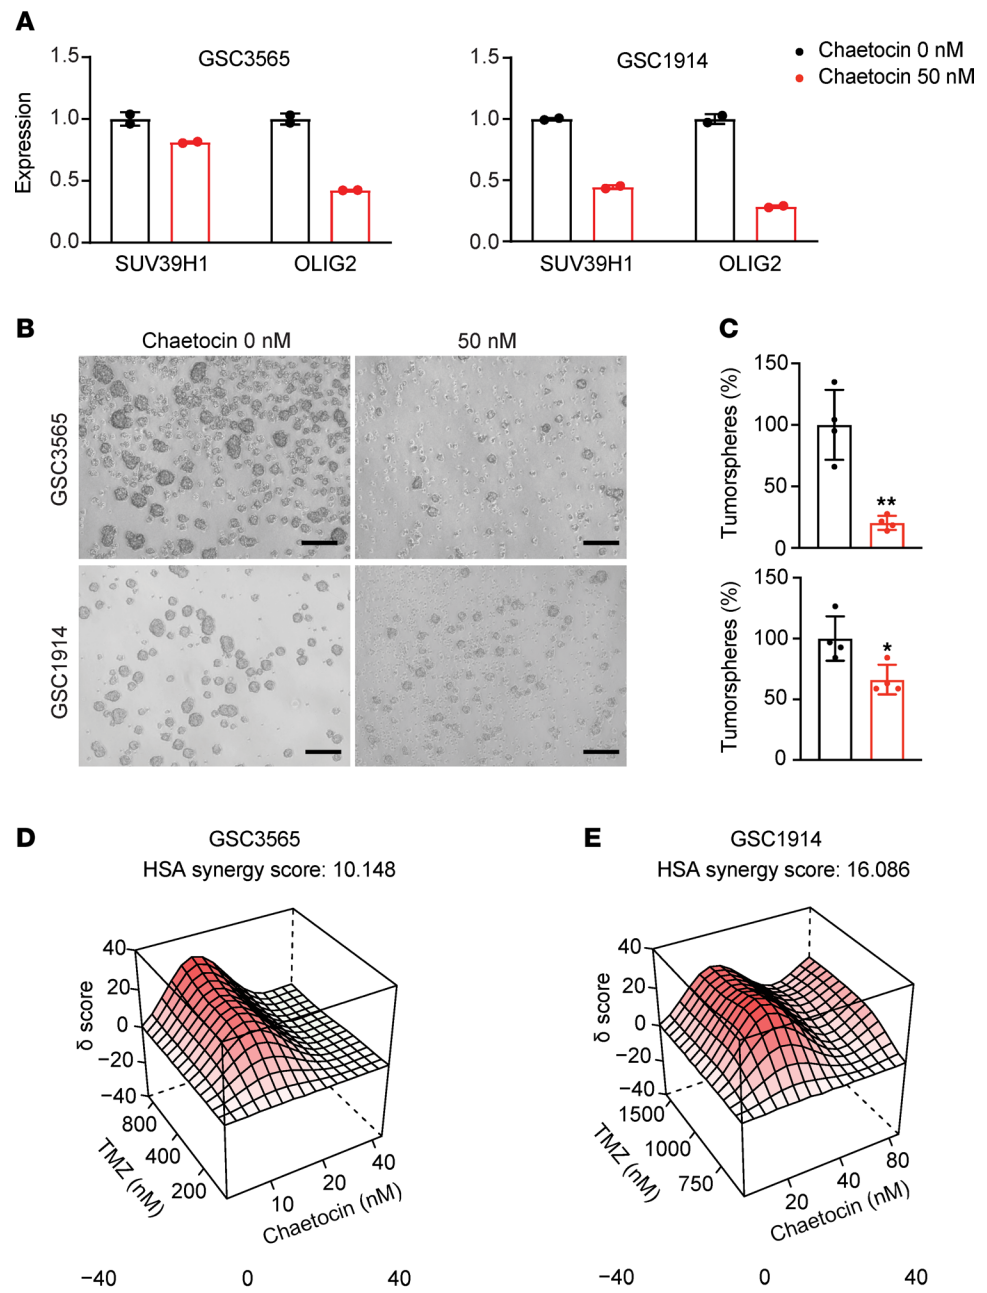 A
GSC3565
GSC1914
Chaetocin 0 nM
Chaetocin 50 nM
Expression
1.5
1.0
0.5
0.0
SUV39H1
OLIG2
1.5
1.0
0.5
0.0
SUV39H1
OLIG2
B
Chaetocin 0 nM
50 nM
GSC3565
GSC1914
C
Tumorspheres (%)
150
100
50
0
**
Tumorspheres (%)
150
100
50
0
*
D
GSC3565
HSA synergy score: 10.148
δ score
40
20
0
−20
−40
800
400
200
TMZ (nM)
10
20
40
Chaetocin (nM)
−40 0 40
E
GSC1914
HSA synergy score: 16.086
δ score
40
20
0
−20
−40
1500
1000
750
TMZ (nM)
20
40
80
Chaetocin (nM)
−40 0 40